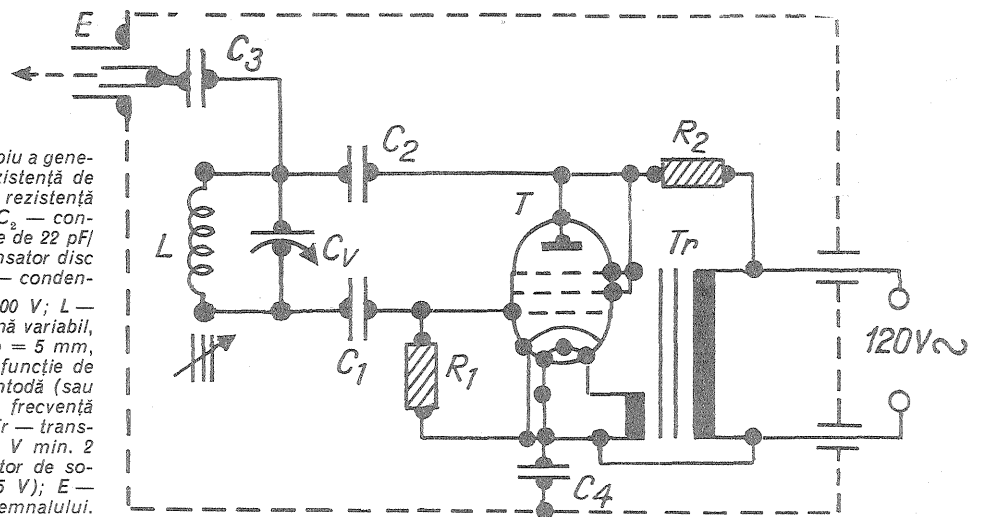 E
C3
C2
R2
piu a gene-
zistență de
rezistență
C₂ — con-
e de 22 pF/
nsator disc
— conden-
00 V; L —
nă variabil,
= 5 mm,
funcție de
ntodă (sau
frecvență
r — trans-
V min. 2
tor de so-
5 V); E —
emnalului.
L
CV
T
Tr
C1
R1
120V~
C4